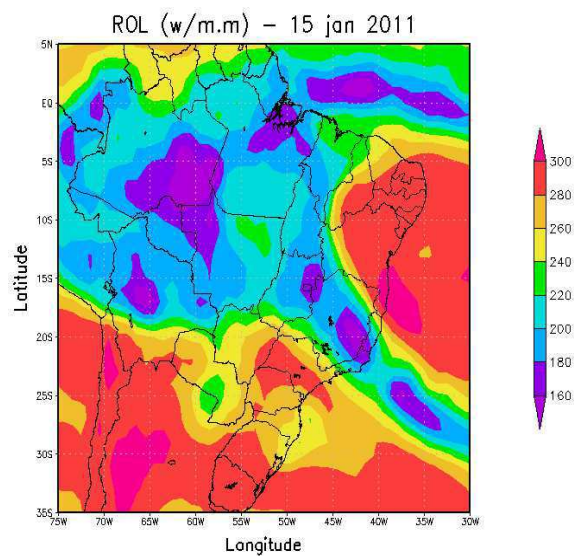 ROL (w/m.m) – 15 jan 2011
5N
EQ
5S
10S
15S
20S
25S
30S
35S
Latitude
75W 70W 65W 60W 55W 50W 45W 40W 35W 30W
Longitude
300
280
260
240
220
200
180
160